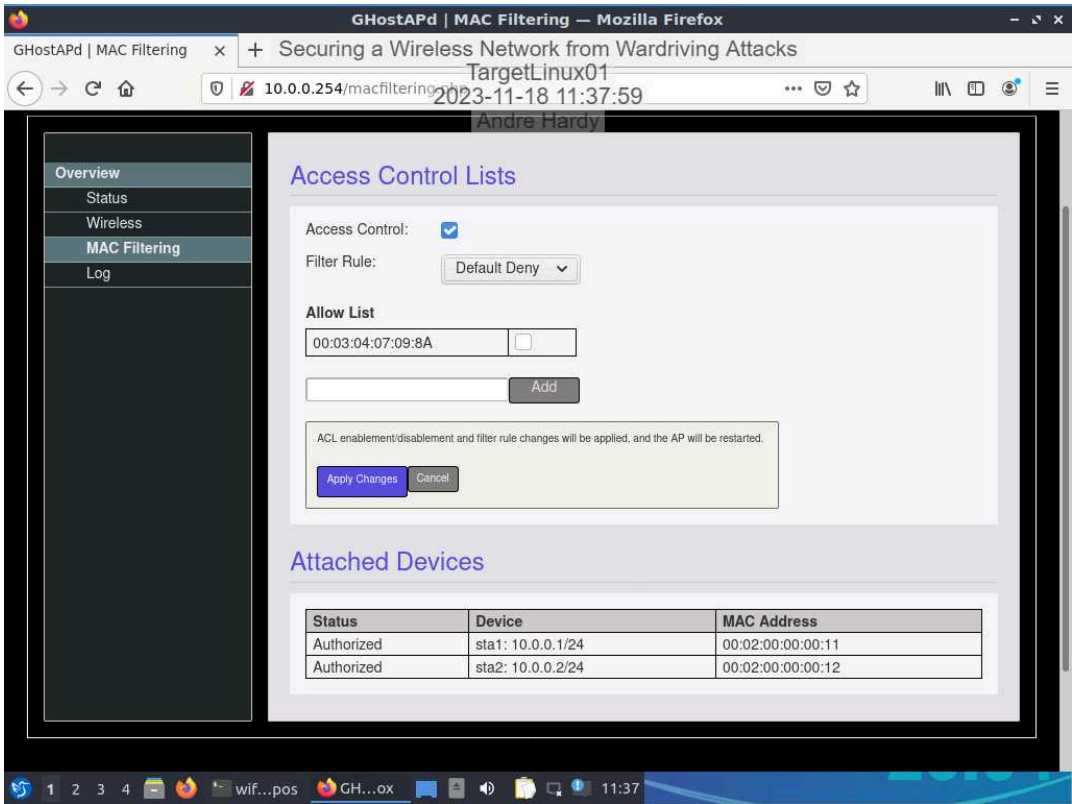 GHostAPd | MAC Filtering — Mozilla Firefox
GHostAPd | MAC Filtering
Securing a Wireless Network from Wardriving Attacks
TargetLinux01
10.0.0.254/macfiltering.php
2023-11-18 11:37:59
Andre Hardy
Overview
Status
Wireless
MAC Filtering
Log
Access Control Lists
Access Control:
Filter Rule:
Default Deny
Allow List
00:03:04:07:09:8A
Add
ACL enablement/disablement and filter rule changes will be applied, and the AP will be restarted.
Apply Changes
Cancel
Attached Devices
Status Device MAC Address
Authorized sta1: 10.0.0.1/24 00:02:00:00:00:11
Authorized sta2: 10.0.0.2/24 00:02:00:00:00:12
1 2 3 4 wif...pos GH...ox 11:37